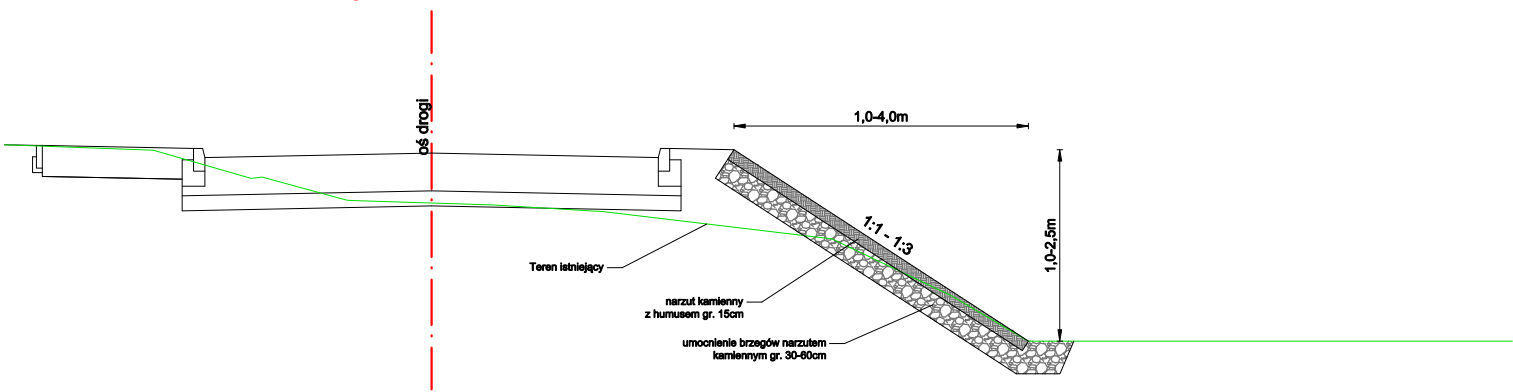 oś drogi
1,0-4,0m
1:1 - 1:3
1,0-2,5m
Teren istniejący
narzut kamienny
z humusem gr. 15cm
umocnienie brzegów narzutem
kamiennym gr. 30-60cm